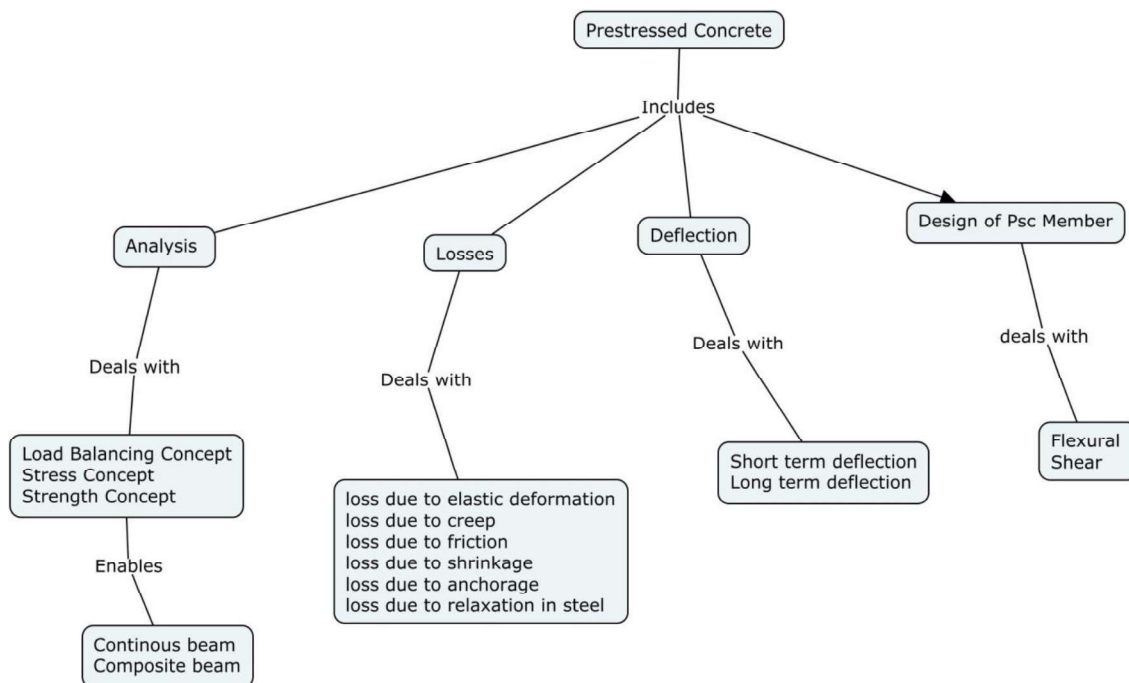 Prestressed Concrete
Includes
Analysis
Losses
Deflection
Design of Psc Member
Deals with
Deals with
Deals with
deals with
Load Balancing Concept
Stress Concept
Strength Concept
loss due to elastic deformation
loss due to creep
loss due to friction
loss due to shrinkage
loss due to anchorage
loss due to relaxation in steel
Short term deflection
Long term deflection
Flexural
Shear
Enables
Continous beam
Composite beam